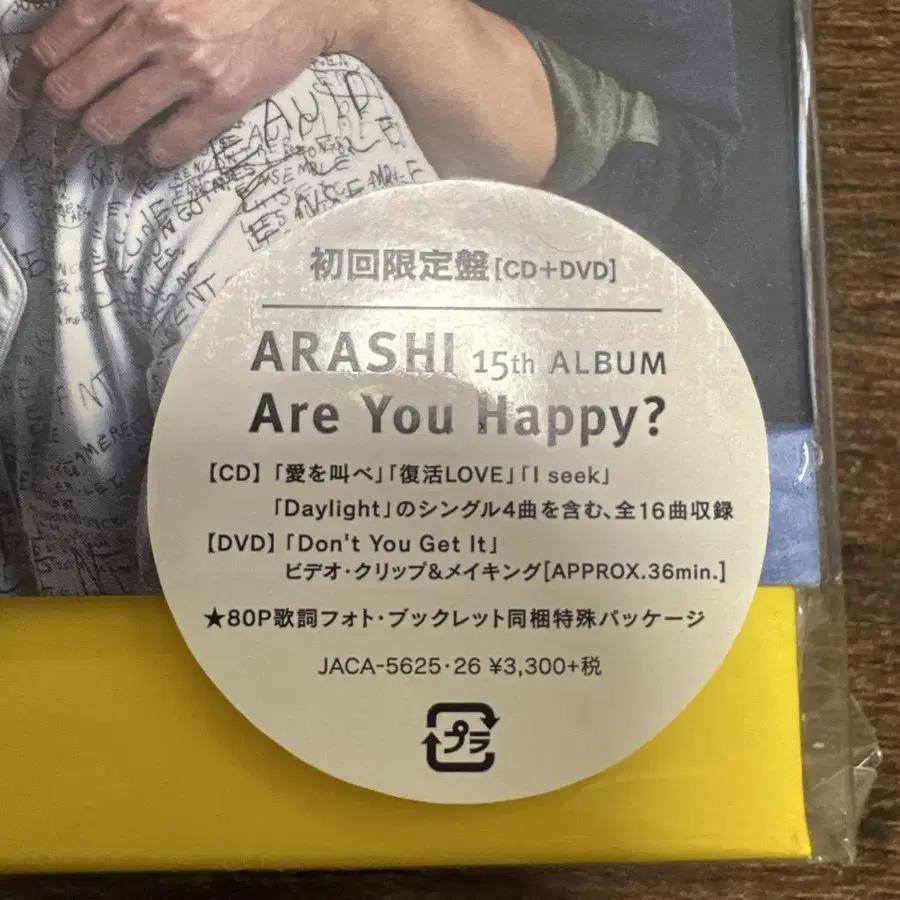 初回限定盤[CD+DVD]
ARASHI 15th ALBUM
Are You Happy?
【CD】「愛を叫べ」「復活LOVE」「I seek」
「Daylight」のシングル4曲を含む、全16曲収録
【DVD】「Don't You Get It」
ビデオ・クリップ&メイキング[APPROX.36min.]
★80P歌詞フォト・ブックレット同梱特殊パッケージ
JACA-5625・26 ¥3,300+税
プラ